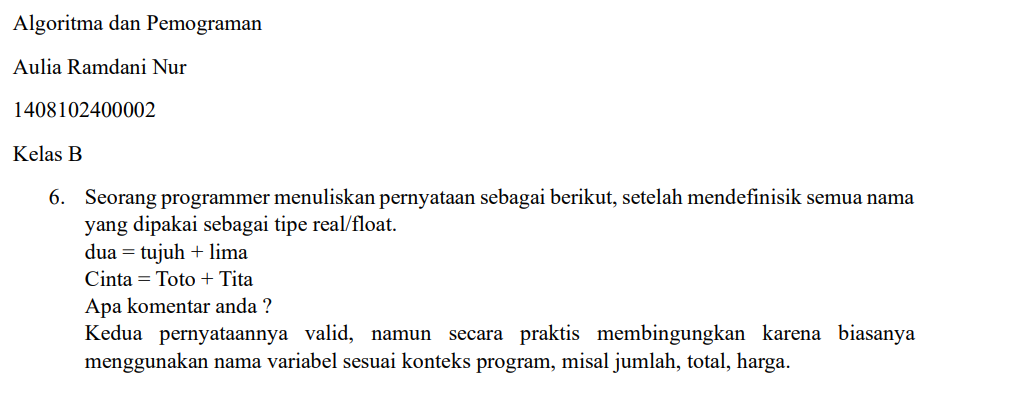 Algoritma dan Pemograman
Aulia Ramdani Nur
1408102400002
Kelas B
6. Seorang programmer menuliskan pernyataan sebagai berikut, setelah mendefinisik semua nama
yang dipakai sebagai tipe real/float.
dua = tujuh + lima
Cinta = Toto + Tita
Apa komentar anda ?
Kedua pernyataannya valid, namun secara praktis membingungkan karena biasanya
menggunakan nama variabel sesuai konteks program, misal jumlah, total, harga.